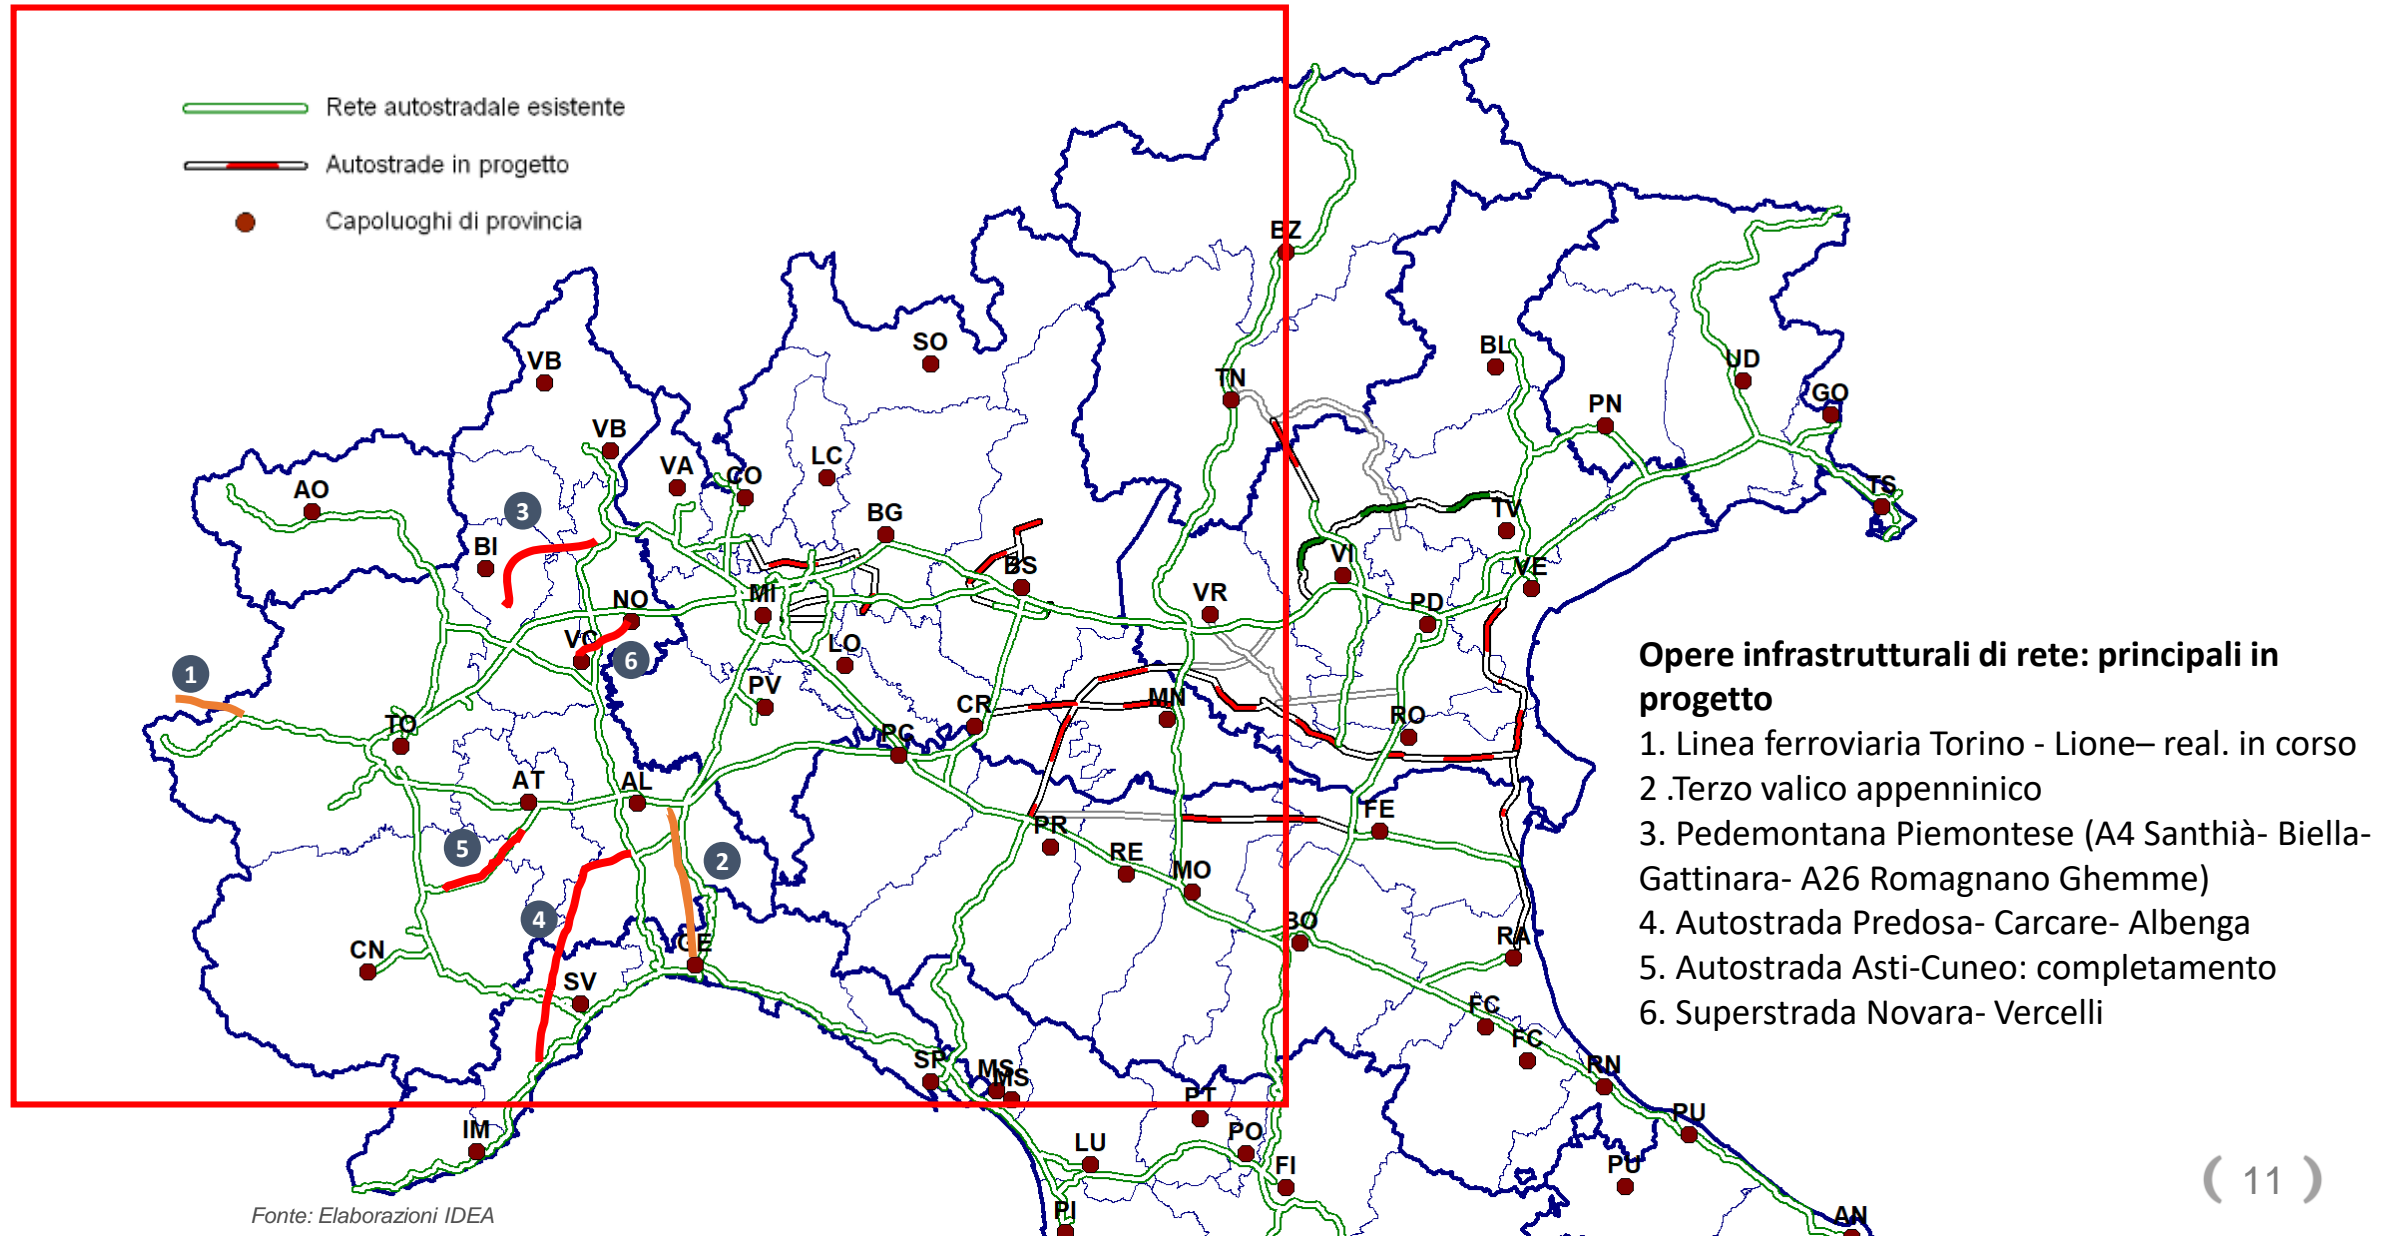 Rete autostradale esistente
Autostrade in progetto
Capoluoghi di provincia
BZ
SO
VB
BL
UD
TN
GO
PN
VB
VA
CO
LC
AO
TS
3
BG
TV
BI
VI
BS
VE
NO
MI
VR
PD
VC
LO
6
1
PV
MN
CR
RO
TO
PC
AT
AL
FE
PR
5
2
RE
MO
4
BO
GE
RA
CN
SV
FC
FC
SP
MS
MS
RN
PT
PU
IM
PO
LU
FI
PU
PI
AN
Opere infrastrutturali di rete: principali in
progetto
1. Linea ferroviaria Torino - Lione– real. in corso
2 .Terzo valico appenninico
3. Pedemontana Piemontese (A4 Santhià- Biella-
Gattinara- A26 Romagnano Ghemme)
4. Autostrada Predosa- Carcare- Albenga
5. Autostrada Asti-Cuneo: completamento
6. Superstrada Novara- Vercelli
Fonte: Elaborazioni IDEA
( 11 )